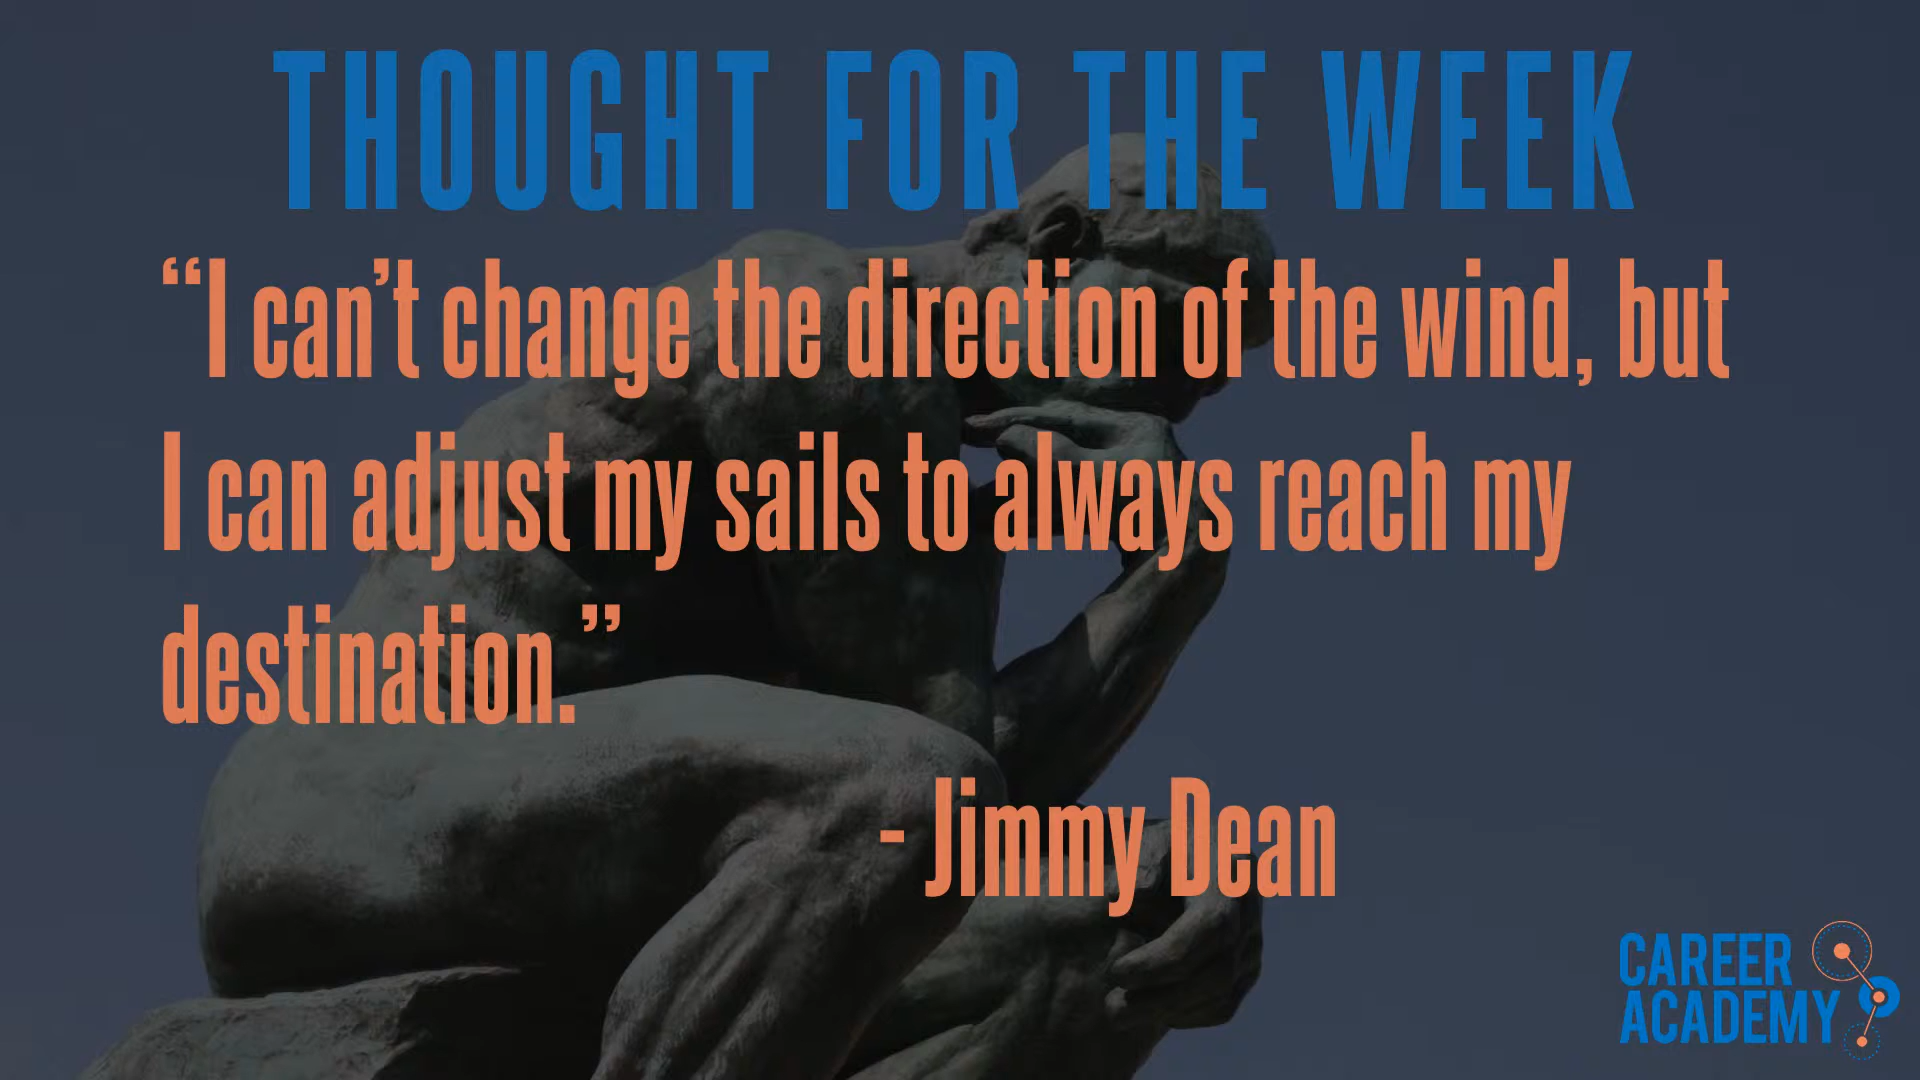 THOUGHT FOR THE WEEK
“I can’t change the direction of the wind, but
I can adjust my sails to always reach my
destination.”
- Jimmy Dean
CAREER
ACADEMY